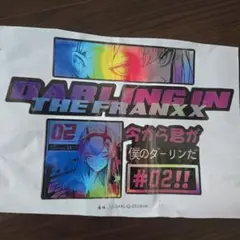 DARLING IN
THE FRANXX
02
今から君が
僕のダーリンだ
#02!!